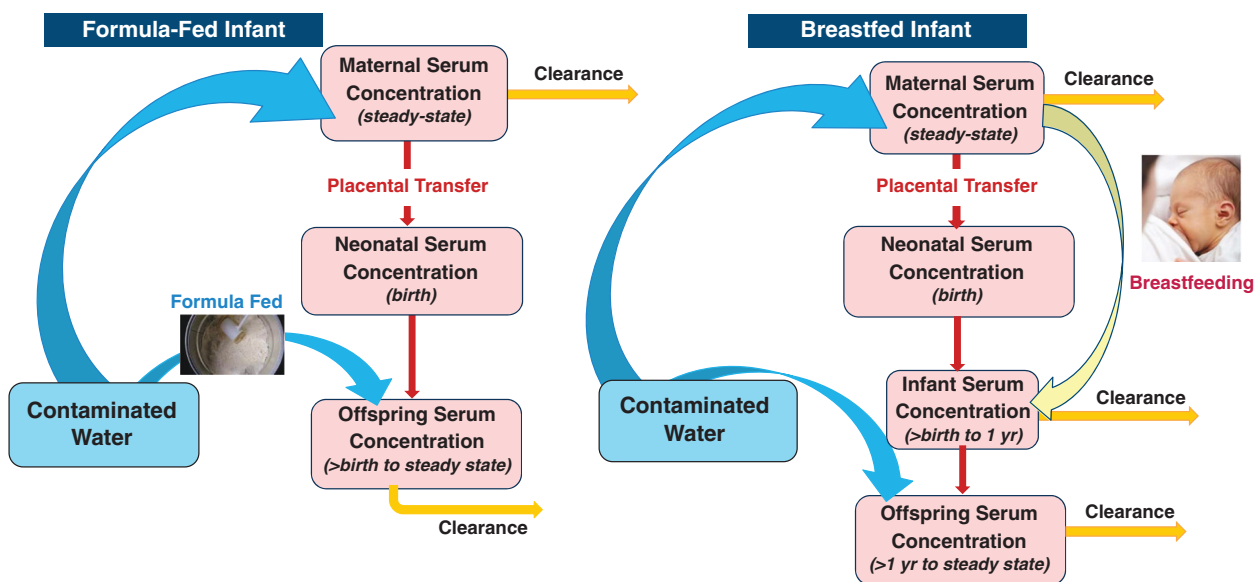 Formula-Fed Infant
Maternal Serum
Concentration
(steady-state)
Clearance
Placental Transfer
Neonatal Serum
Concentration
(birth)
Formula Fed
Contaminated
Water
Offspring Serum
Concentration
(>birth to steady state)
Clearance
Breastfed Infant
Maternal Serum
Concentration
(steady-state)
Clearance
Placental Transfer
Neonatal Serum
Concentration
(birth)
Breastfeeding
Contaminated
Water
Infant Serum
Concentration
(>birth to 1 yr)
Clearance
Offspring Serum
Concentration
(>1 yr to steady state)
Clearance